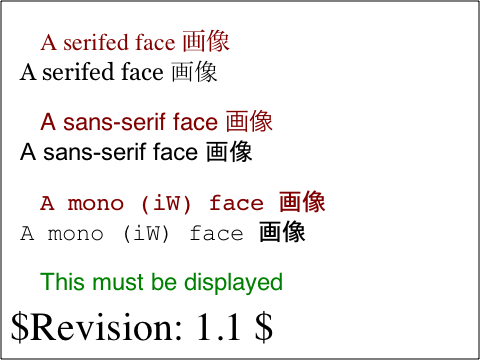 A serifed face 画像
A serifed face 画像
A sans-serif face 画像
A sans-serif face 画像
A mono (iW) face 画像
A mono (iW) face 画像
This must be displayed
$Revision: 1.1 $